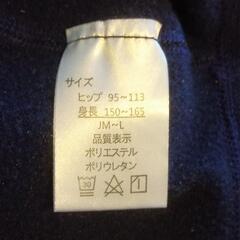 サイズ
ヒップ 95~113
身長 150~165
JM~L
品質表示
ポリエステル
ポリウレタン
30